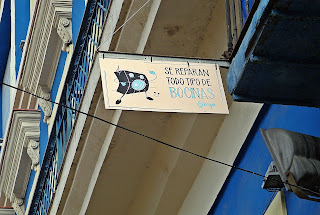 SE REPARAN
TODO TIPO DE
BOCINAS